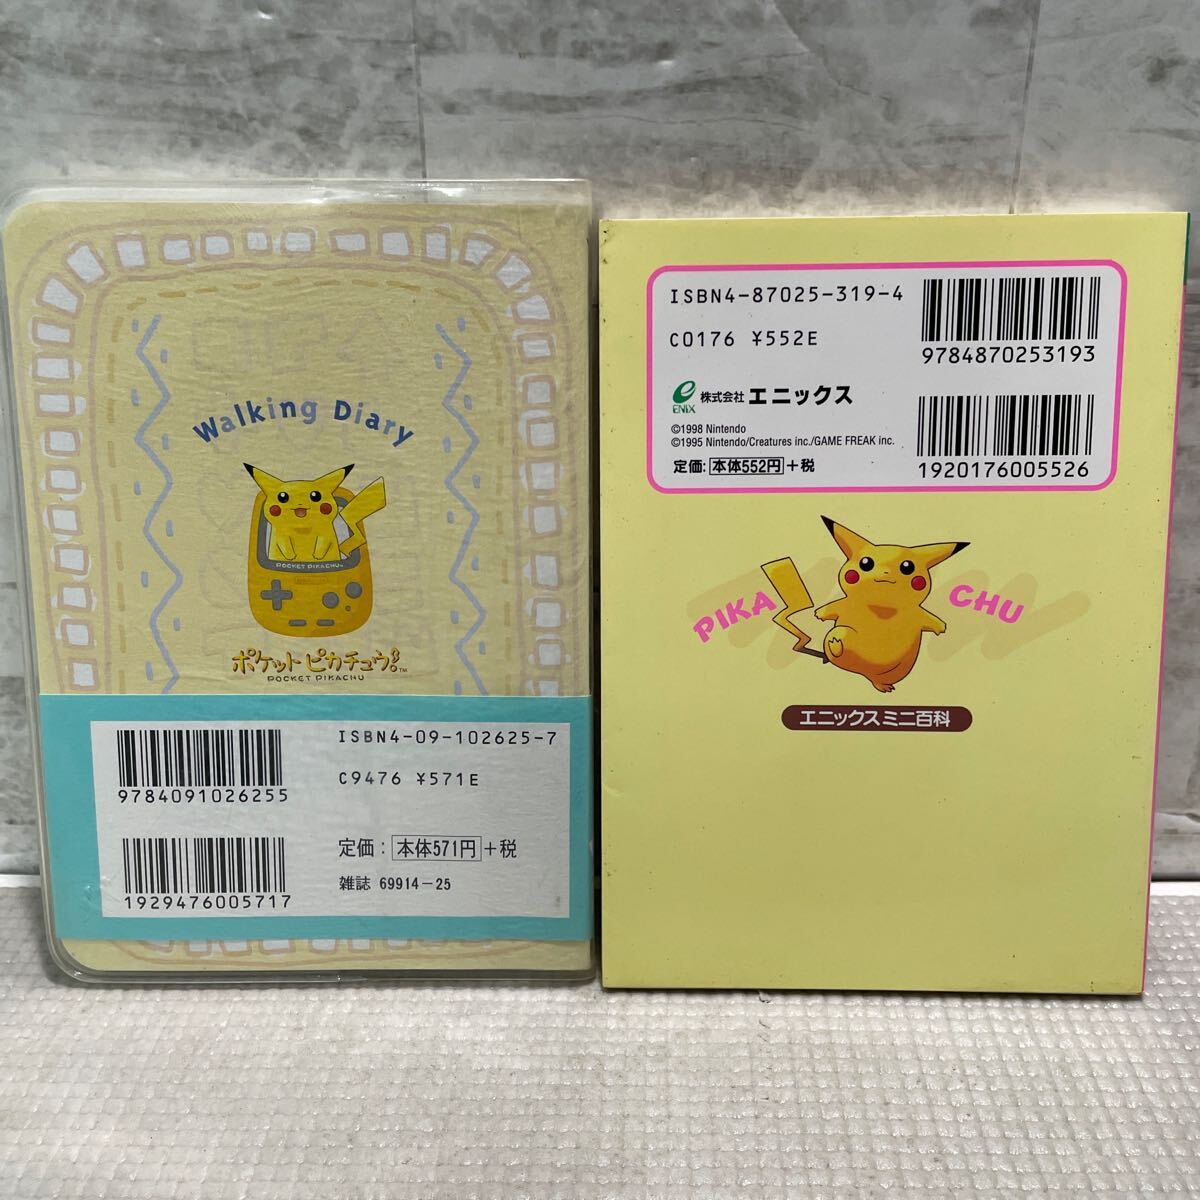 Walking Diary
POCKET PIKACHU™
ポケットピカチュウ!™
POCKET PIKACHU
ISBN4-09-102625-7
9784091026255
C9476 ¥571E
定価：本体571円＋税
1929476005717
雑誌 69914-25
ISBN4-87025-319-4
C0176 ¥552E
9784870253193
ENIX
株式会社 エニックス
©1998 Nintendo
©1995 Nintendo/Creatures inc./GAME FREAK inc.
定価:本体552円＋税
1920176005526
PIKA CHU
エニックスミニ百科